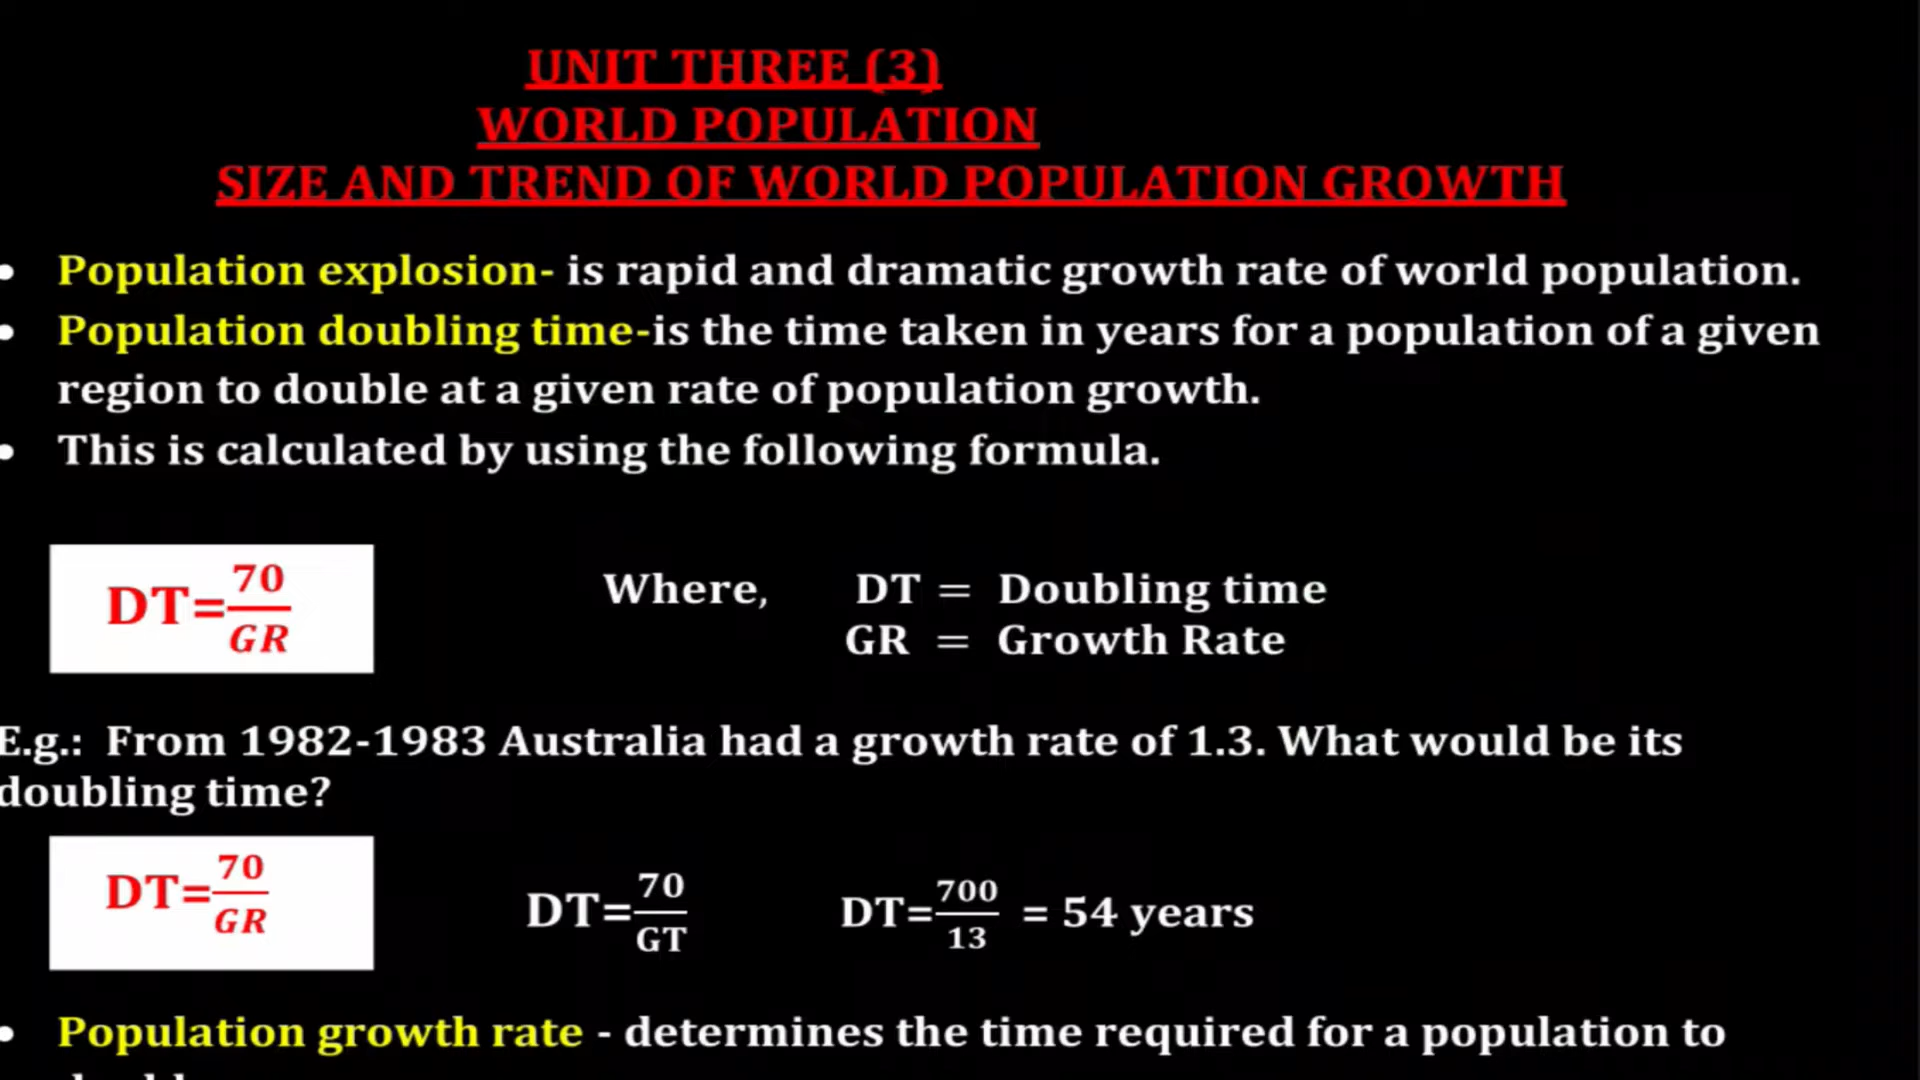 UNIT THREE (3)
WORLD POPULATION
SIZE AND TREND OF WORLD POPULATION GROWTH
• Population explosion- is rapid and dramatic growth rate of world population.
• Population doubling time-is the time taken in years for a population of a given
region to double at a given rate of population growth.
• This is calculated by using the following formula.
DT=70/GR Where, DT = Doubling time
GR = Growth Rate
E.g.: From 1982-1983 Australia had a growth rate of 1.3. What would be its
doubling time?
DT=70/GR DT=70/GT DT=700/13 = 54 years
• Population growth rate - determines the time required for a population to